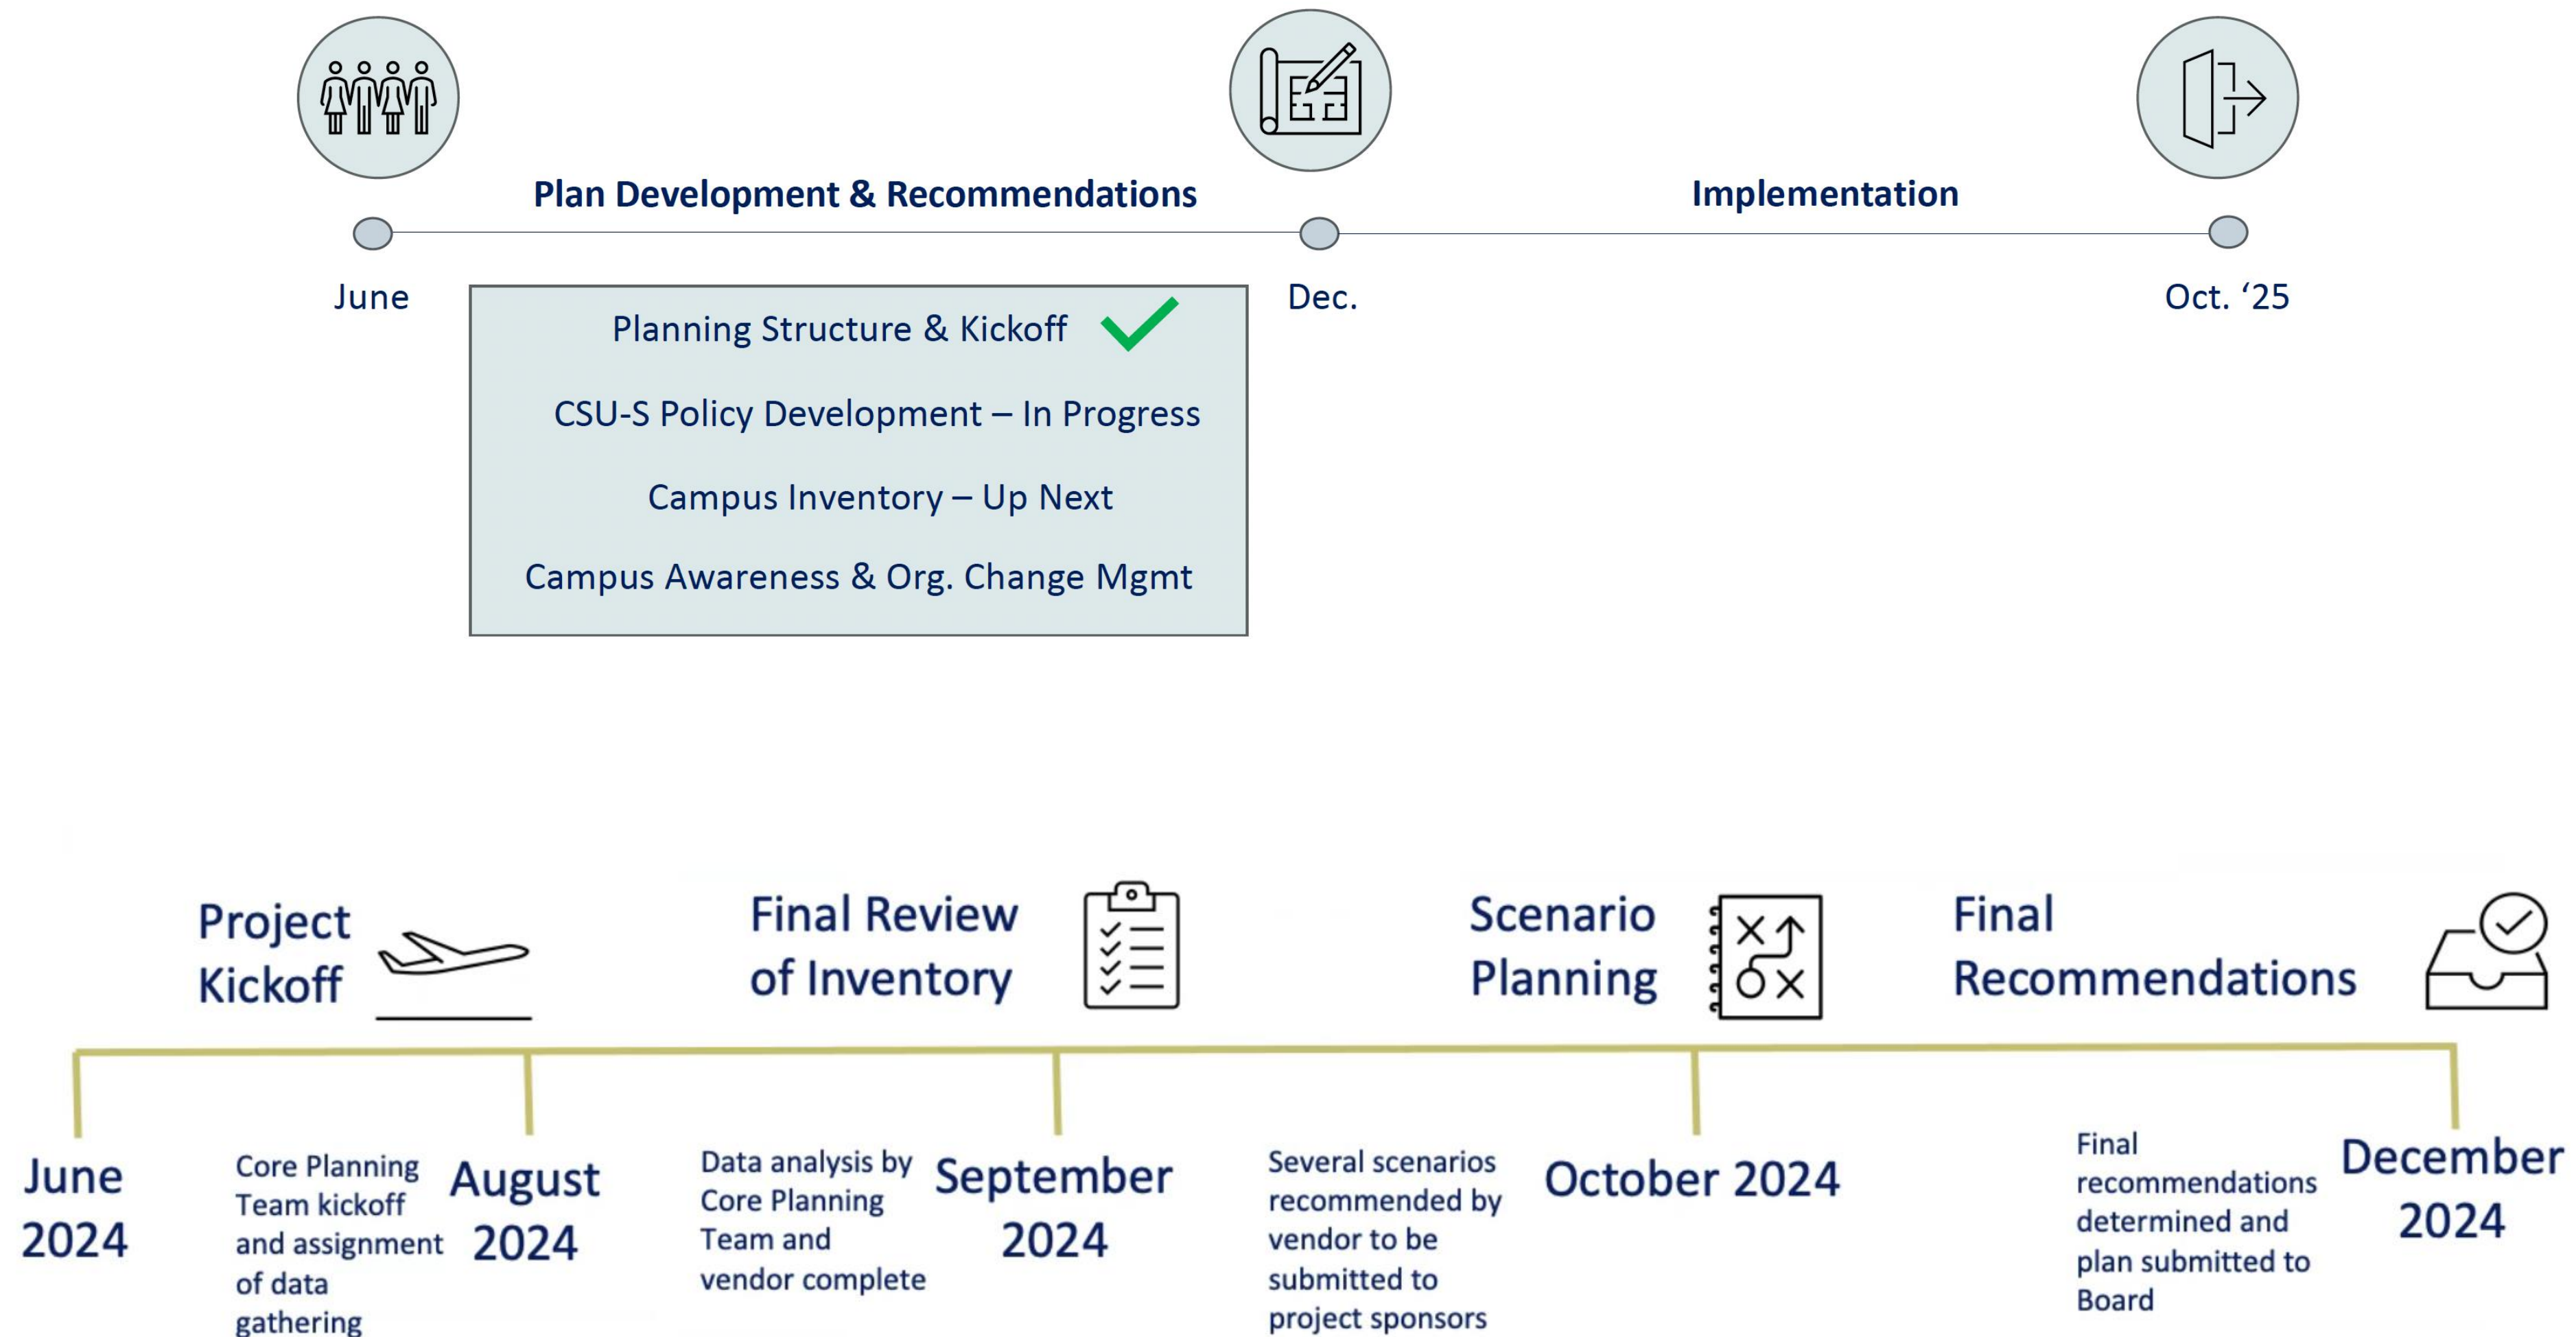 Plan Development & Recommendations
Implementation
June
Dec.
Oct. ‘25
Planning Structure & Kickoff
CSU-S Policy Development – In Progress
Campus Inventory – Up Next
Campus Awareness & Org. Change Mgmt
Project
Kickoff
Final Review
of Inventory
Scenario
Planning
Final
Recommendations
June
2024
Core Planning
Team kickoff
and assignment
of data
gathering
August
2024
Data analysis by
Core Planning
Team and
vendor complete
September
2024
Several scenarios
recommended by
vendor to be
submitted to
project sponsors
October 2024
Final
recommendations
determined and
plan submitted to
Board
December
2024